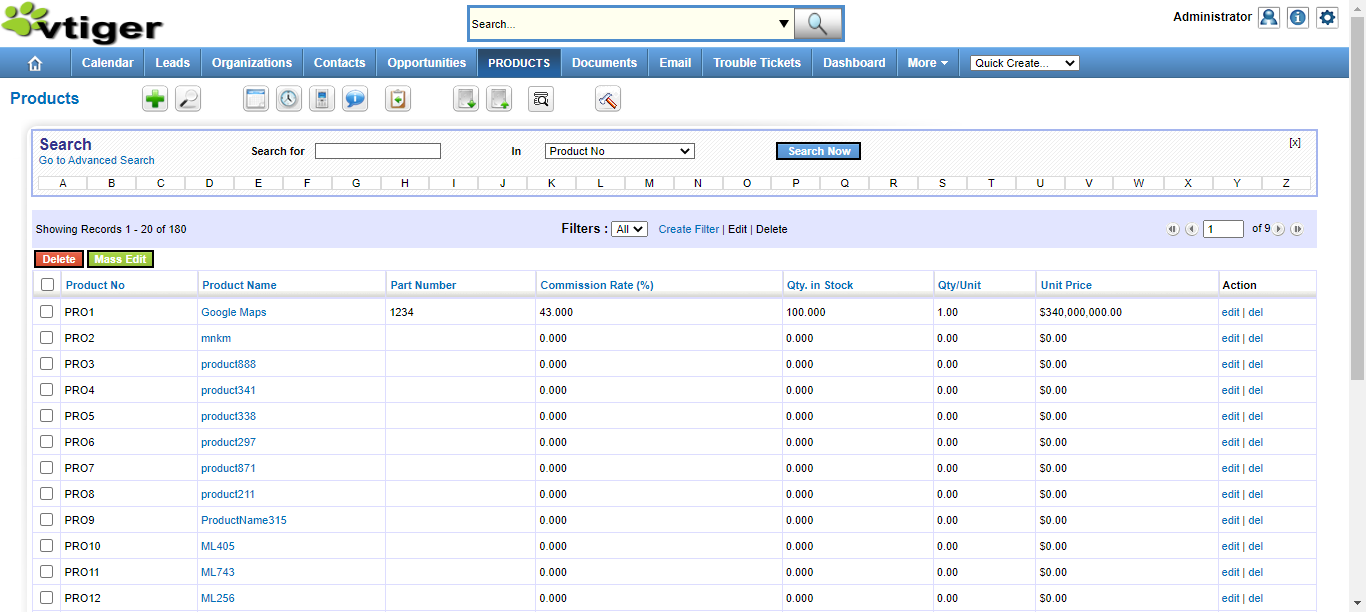 vtiger
Search...
Administrator
Calendar Leads Organizations Contacts Opportunities PRODUCTS Documents Email Trouble Tickets Dashboard More Quick Create...
Products
Search
Go to Advanced Search
Search for In Product No Search Now [x]
A B C D E F G H I J K L M N O P Q R S T U V W X Y Z
Showing Records 1 - 20 of 180 Filters : All Create Filter | Edit | Delete 1 of 9
Delete Mass Edit
Product No Product Name Part Number Commission Rate (%) Qty. in Stock Qty/Unit Unit Price Action
PRO1 Google Maps 1234 43.000 100.000 1.00 $340,000,000.00 edit | del
PRO2 mnkm 0.000 0.000 0.00 $0.00 edit | del
PRO3 product888 0.000 0.000 0.00 $0.00 edit | del
PRO4 product341 0.000 0.000 0.00 $0.00 edit | del
PRO5 product338 0.000 0.000 0.00 $0.00 edit | del
PRO6 product297 0.000 0.000 0.00 $0.00 edit | del
PRO7 product871 0.000 0.000 0.00 $0.00 edit | del
PRO8 product211 0.000 0.000 0.00 $0.00 edit | del
PRO9 ProductName315 0.000 0.000 0.00 $0.00 edit | del
PRO10 ML405 0.000 0.000 0.00 $0.00 edit | del
PRO11 ML743 0.000 0.000 0.00 $0.00 edit | del
PRO12 ML256 0.000 0.000 0.00 $0.00 edit | del